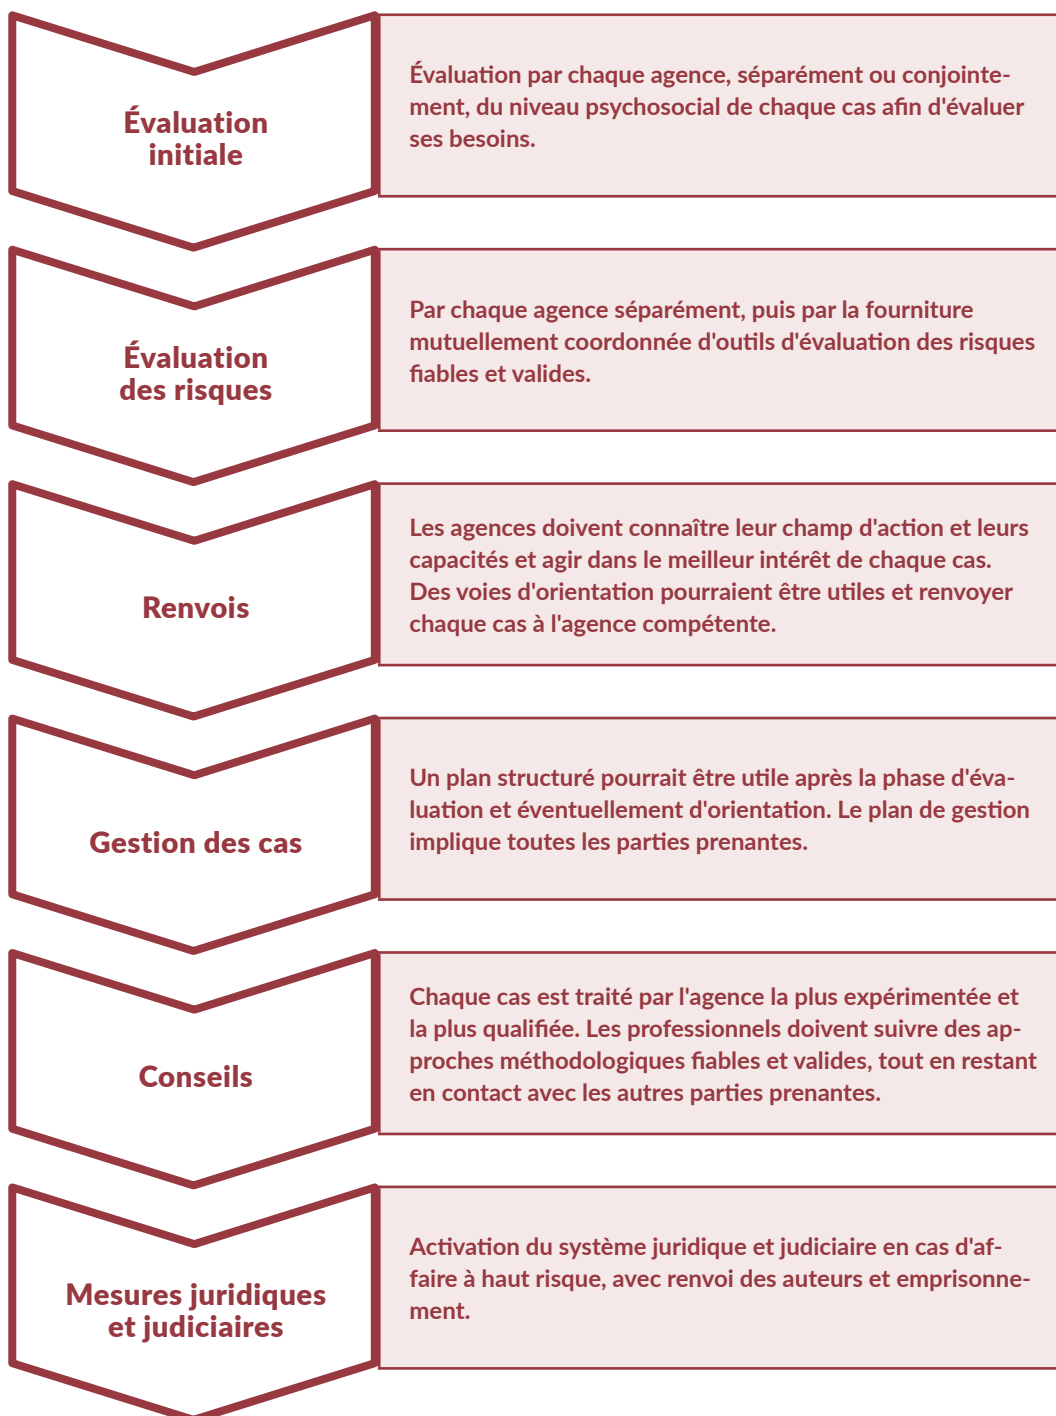 Évaluation
initiale
Évaluation par chaque agence, séparément ou conjointe-
ment, du niveau psychosocial de chaque cas afin d'évaluer
ses besoins.
Évaluation
des risques
Par chaque agence séparément, puis par la fourniture
mutuellement coordonnée d'outils d'évaluation des risques
fiables et valides.
Renvois
Les agences doivent connaître leur champ d'action et leurs
capacités et agir dans le meilleur intérêt de chaque cas.
Des voies d'orientation pourraient être utiles et renvoyer
chaque cas à l'agence compétente.
Gestion des cas
Un plan structuré pourrait être utile après la phase d'éva-
luation et éventuellement d'orientation. Le plan de gestion
implique toutes les parties prenantes.
Conseils
Chaque cas est traité par l'agence la plus expérimentée et
la plus qualifiée. Les professionnels doivent suivre des ap-
proches méthodologiques fiables et valides, tout en restant
en contact avec les autres parties prenantes.
Mesures juridiques
et judiciaires
Activation du système juridique et judiciaire en cas d'af-
faire à haut risque, avec renvoi des auteurs et emprisonne-
ment.